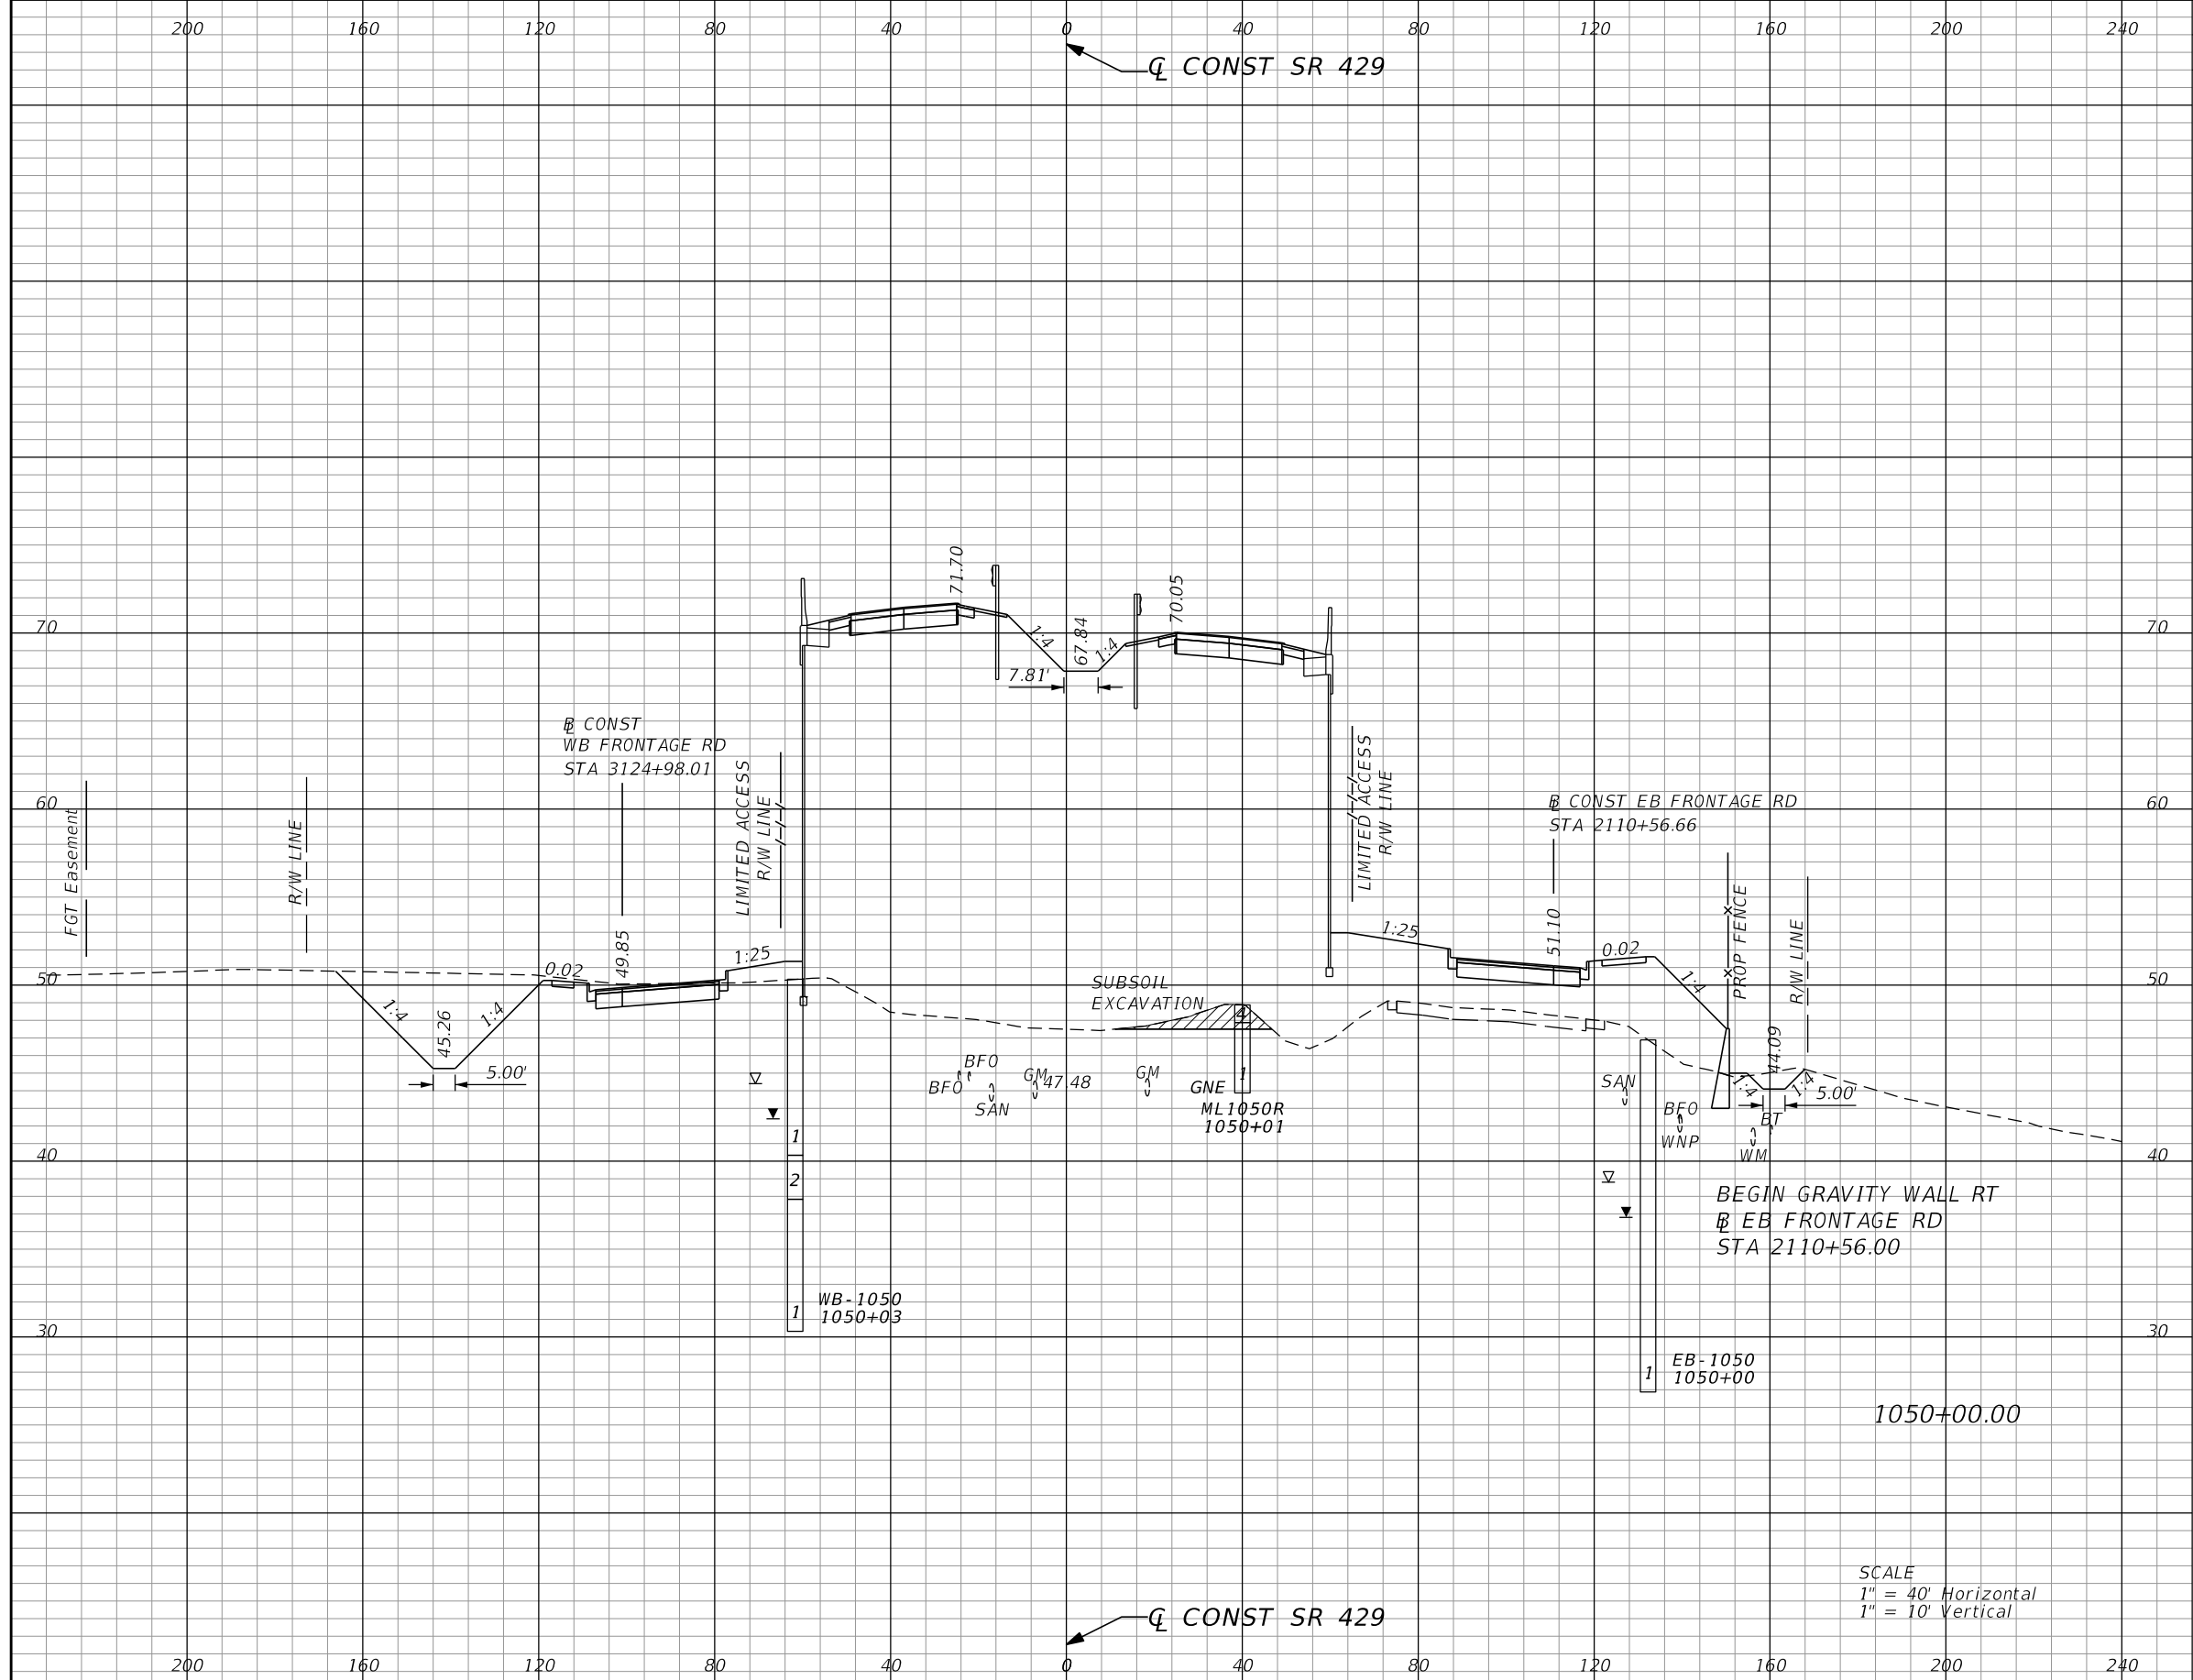 200 160 120 80 40 0 40 80 120 160 200 240
℄ CONST SR 429
71.70
70.05
67.84
1:4
1:4
7.81'
70 70
B̲L CONST
WB FRONTAGE RD
STA 3124+98.01
LIMITED ACCESS
R/W LINE
LIMITED ACCESS
R/W LINE
60 60
BL CONST EB FRONTAGE RD
STA 2110+56.66
FGT Easement
R/W LINE
PROP FENCE
R/W LINE
49.85
51.10
1:25
1:25
0.02
0.02
50 50
1:4
1:4
1:4
45.26
5.00'
SUBSOIL
EXCAVATION
4
1
BFO
BFO
SAN
GM
47.48
GM
GNE
ML1050R
1050+01
SAN
BFO
WNP
44.09
1:4
1:4
5.00'
BT
WM
40 40
1
2
1
WB-1050
1050+03
BEGIN GRAVITY WALL RT
BL EB FRONTAGE RD
STA 2110+56.00
30 30
1
EB-1050
1050+00
1050+00.00
SCALE
1" = 40' Horizontal
1" = 10' Vertical
℄ CONST SR 429
200 160 120 80 40 0 40 80 120 160 200 240